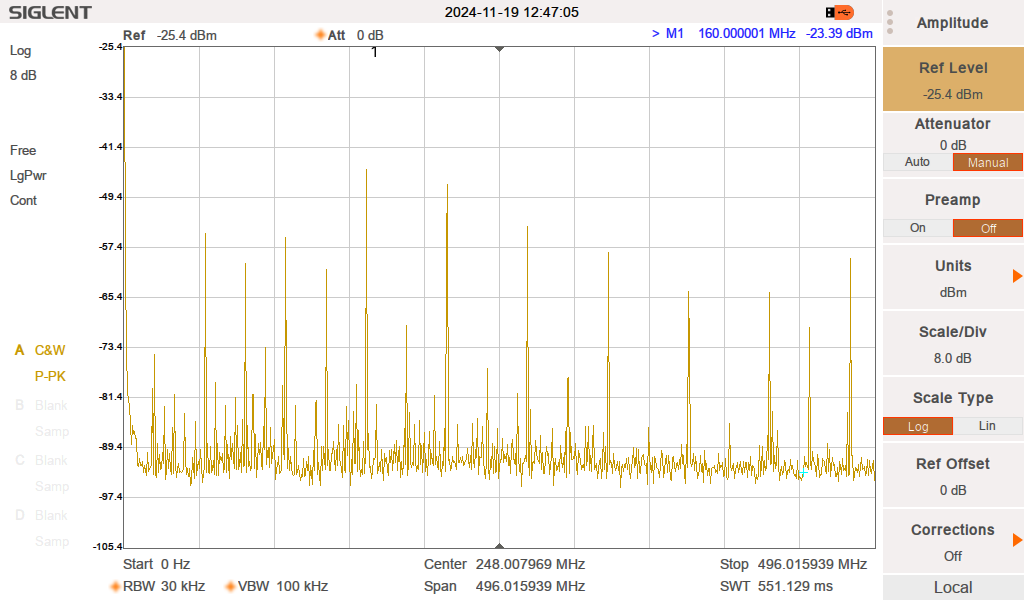 SIGLENT 2024-11-19 12:47:05
Ref -25.4 dBm Att 0 dB > M1 160.000001 MHz -23.39 dBm
Log
8 dB
Free
LgPwr
Cont
A C&W
P-PK
B Blank
Samp
C Blank
Samp
D Blank
Samp
1
-25.4
-33.4
-41.4
-49.4
-57.4
-65.4
-73.4
-81.4
-89.4
-97.4
-105.4
Start 0 Hz Center 248.007969 MHz Stop 496.015939 MHz
RBW 30 kHz VBW 100 kHz Span 496.015939 MHz SWT 551.129 ms
Amplitude
Ref Level
-25.4 dBm
Attenuator
0 dB
Auto Manual
Preamp
On Off
Units
dBm
Scale/Div
8.0 dB
Scale Type
Log Lin
Ref Offset
0 dB
Corrections
Off
Local